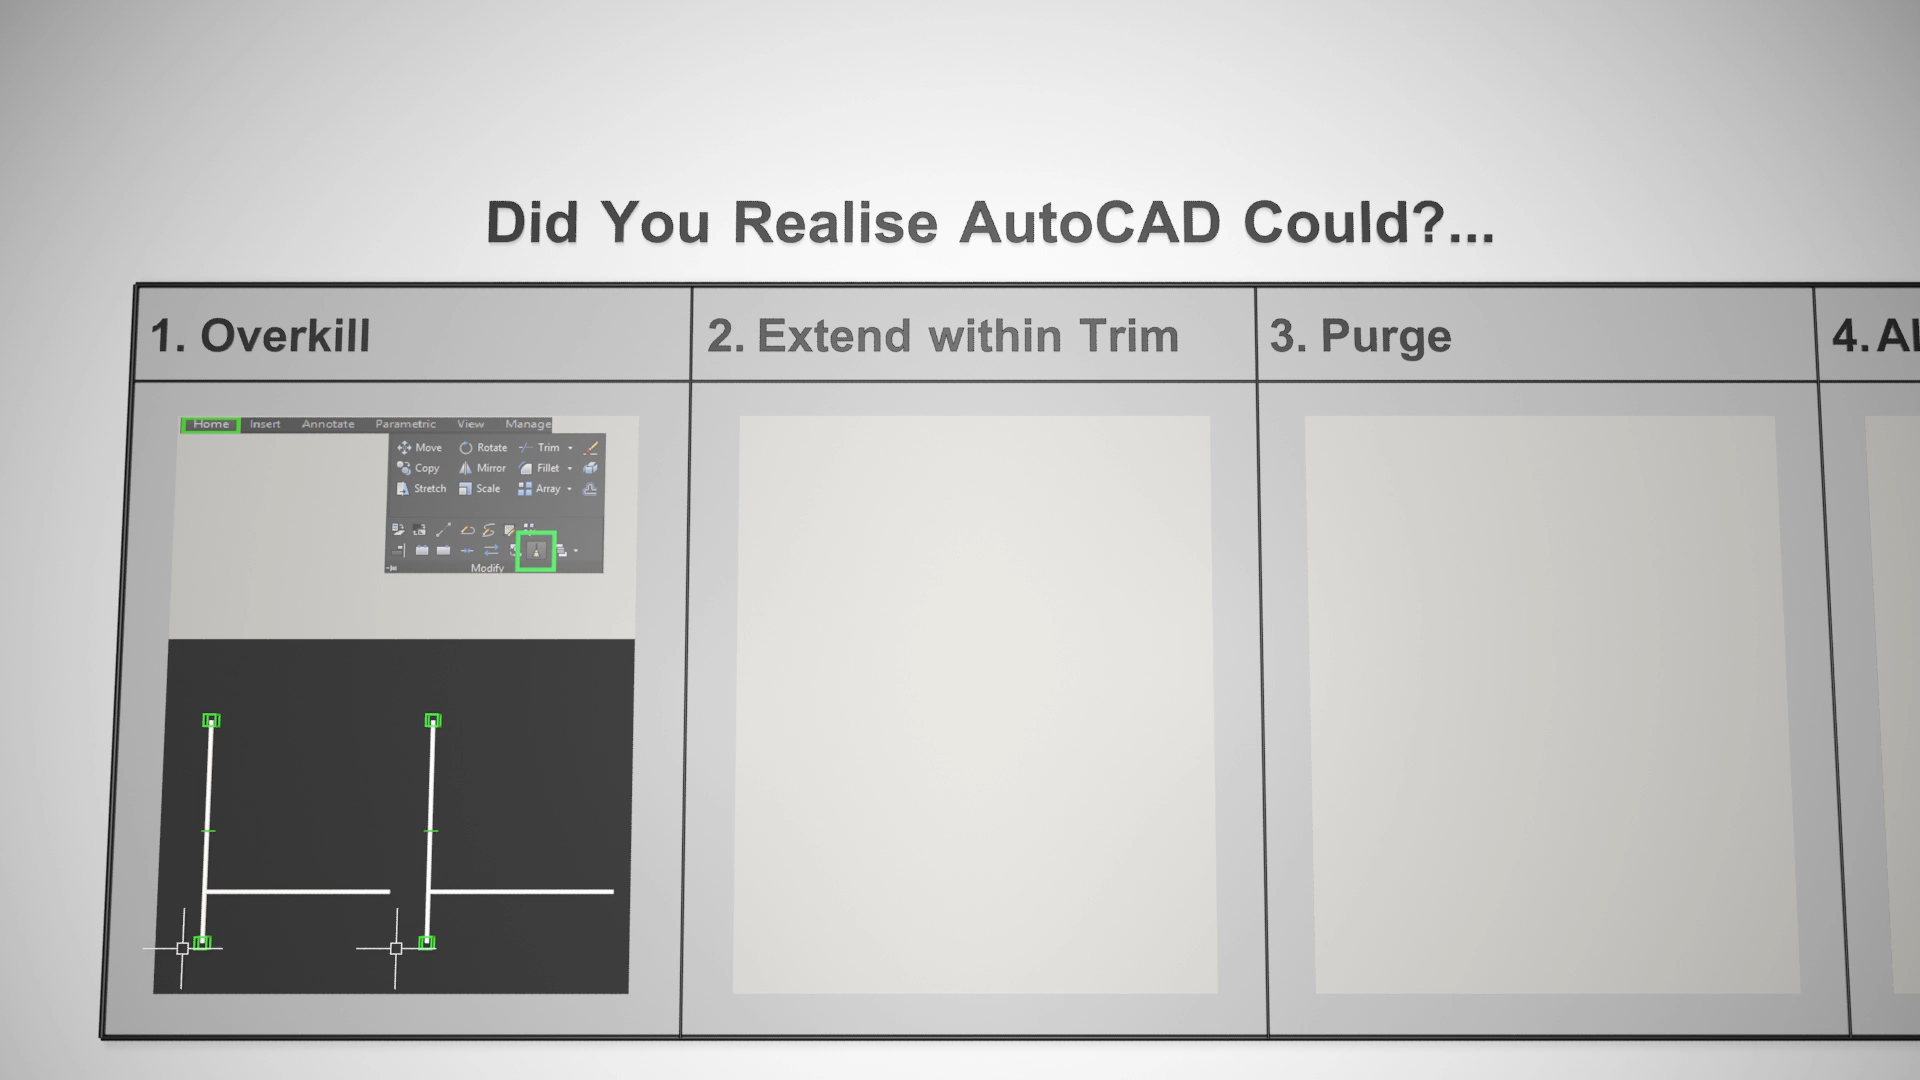 Did You Realise AutoCAD Could?...
1. Overkill
2. Extend within Trim
3. Purge
4.
Home Insert Annotate Parametric View Manage
Move Rotate Trim
Copy Mirror Fillet
Stretch Scale Array
Modify